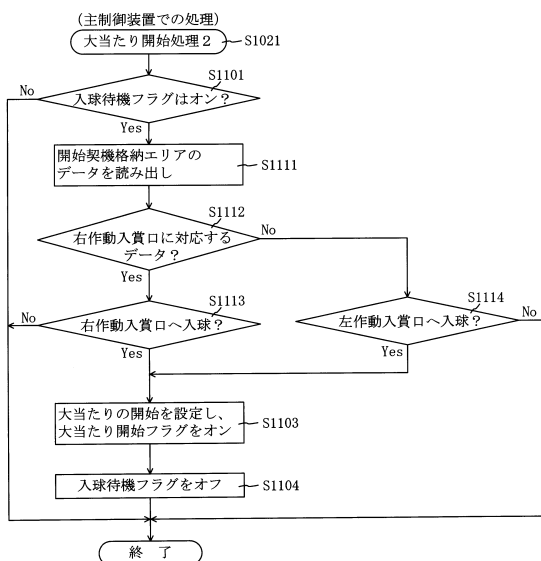 (主制御装置での処理)
大当たり開始処理2
S1021
S1101
No
入球待機フラグはオン?
Yes
開始契機格納エリアの
データを読み出し
S1111
S1112
右作動入賞口に対応する
データ?
No
Yes
S1113
No
右作動入賞口へ入球?
Yes
S1114
左作動入賞口へ入球?
No
Yes
大当たりの開始を設定し、
大当たり開始フラグをオン
S1103
入球待機フラグをオフ
S1104
終 了